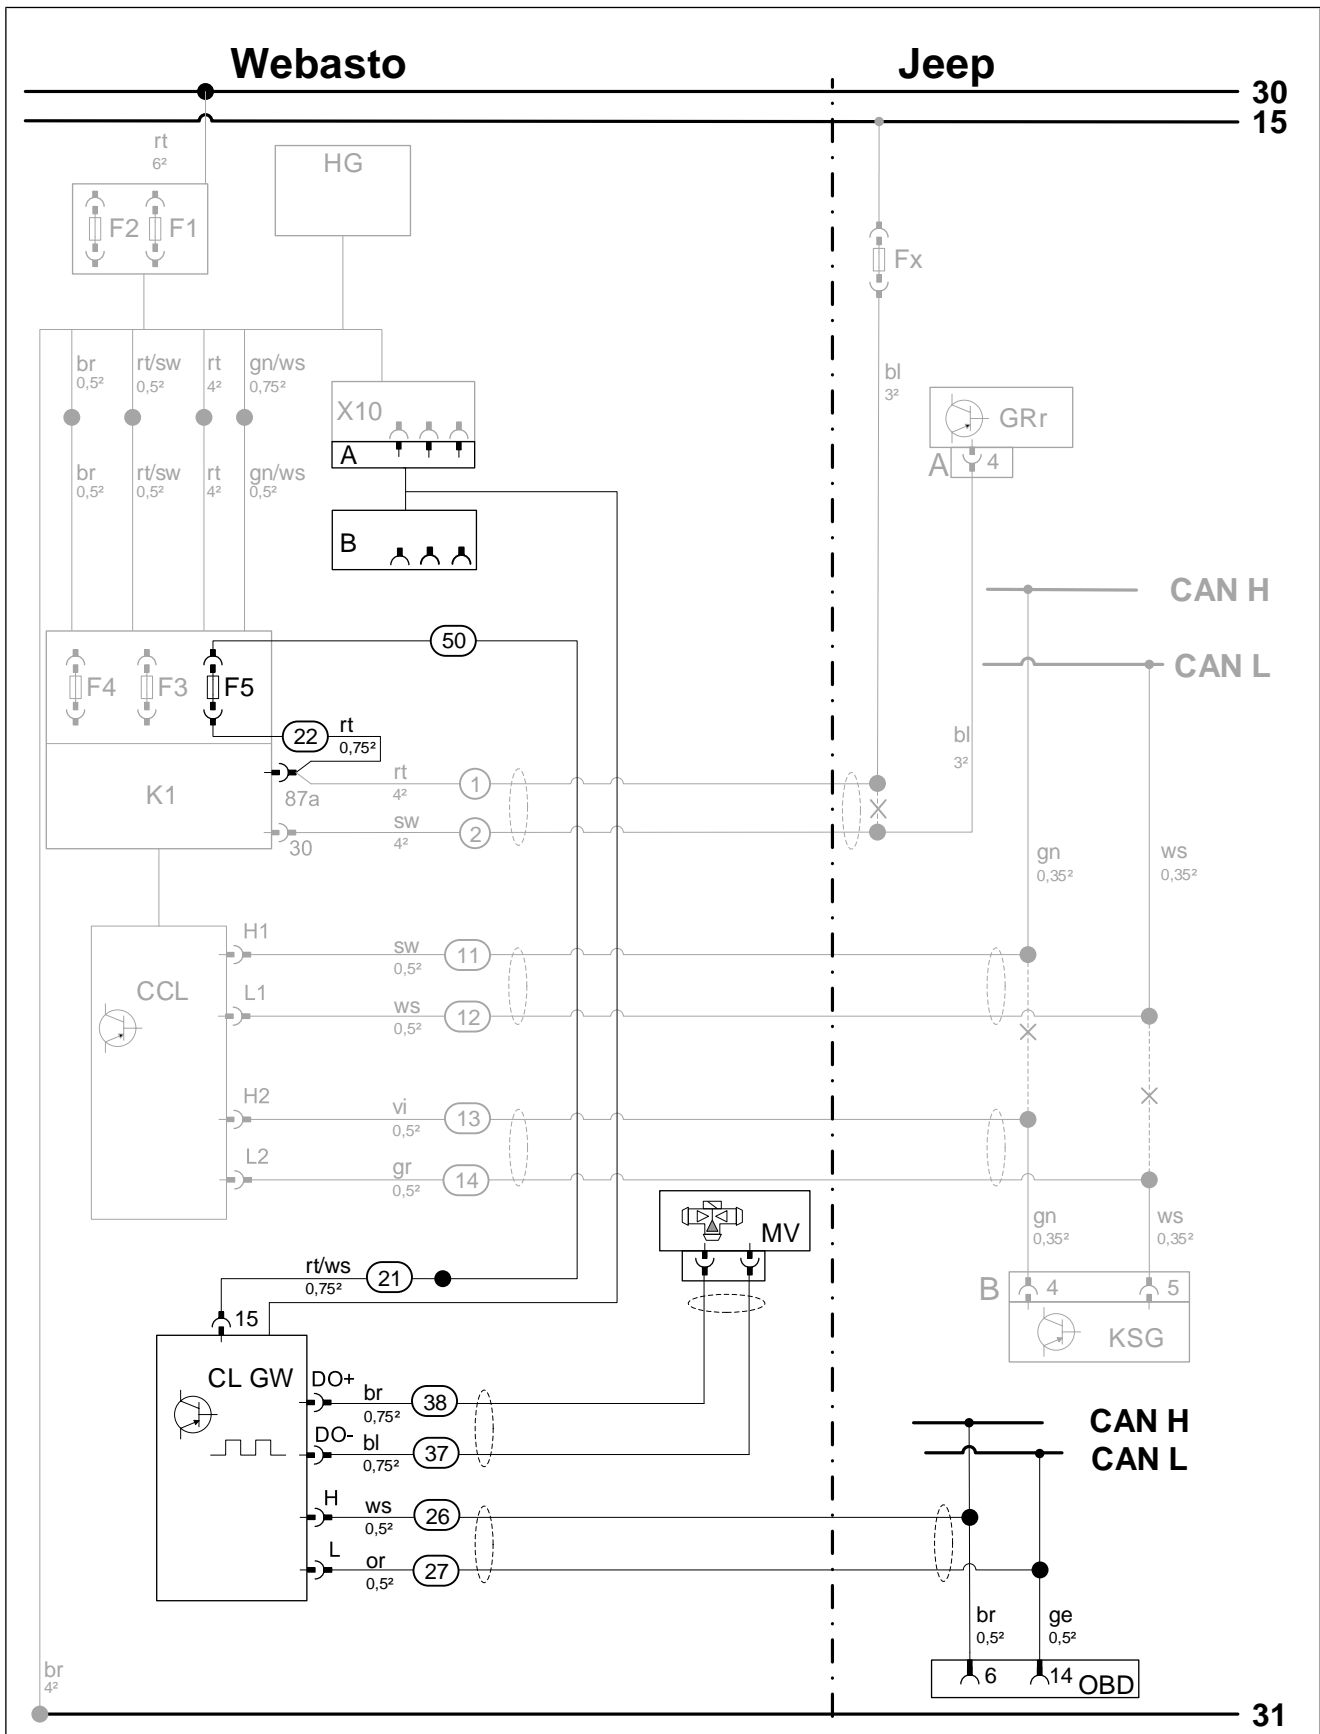 Webasto Jeep
30
15
rt
6²
HG
F2 F1
Fx
br
0,5²
rt/sw
0,5²
rt
4²
gn/ws
0,75²
bl
3²
X10
A
GRr
A 4
br
0,5²
rt/sw
0,5²
rt
4²
gn/ws
0,5²
B
CAN H
50
CAN L
F4 F3 F5
22
rt
0,75²
bl
3²
K1
87a
rt
4²
1
30
sw
4²
2
gn
0,35²
ws
0,35²
H1
sw
0,5²
11
CCL
L1
ws
0,5²
12
H2
vi
0,5²
13
L2
gr
0,5²
14
MV
gn
0,35²
ws
0,35²
rt/ws
0,75²
21
B 4 5
15
KSG
CL GW
DO+
br
0,75²
38
DO-
bl
0,75²
37
CAN H
CAN L
H
ws
0,5²
26
L
or
0,5²
27
br
0,5²
ge
0,5²
br
4²
6 14 OBD
31